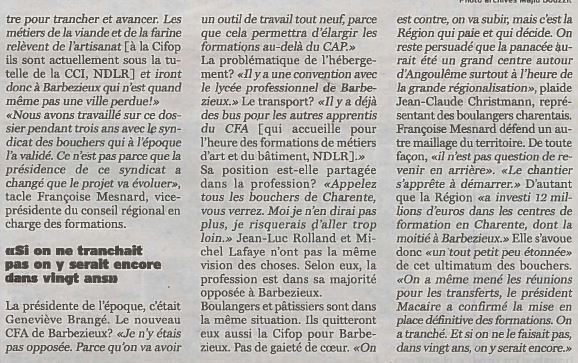 Photo archives Majid Bouzzit
tre pour trancher et avancer. Les
métiers de la viande et de la farine
relèvent de l'artisanat [à la Cifop
ils sont actuellement sous la tu-
telle de la CCI, NDLR] et iront
donc à Barbezieux qui n'est quand
même pas une ville perdue!»
«Nous avons travaillé sur ce dos-
sier pendant trois ans avec le syn-
dicat des bouchers qui à l'époque
l'a validé. Ce n'est pas parce que la
présidence de ce syndicat a
changé que le projet va évoluer»,
tacle Françoise Mesnard, vice-
présidente du conseil régional en
charge des formations.
«Si on ne tranchait
pas on y serait encore
dans vingt ans»
La présidente de l'époque, c'était
Geneviève Brangé. Le nouveau
CFA de Barbezieux? «Je n'y étais
pas opposée. Parce qu'on va avoir
un outil de travail tout neuf, parce
que cela permettra d'élargir les
formations au-delà du CAP.»
La problématique de l'héberge-
ment? «Il y a une convention avec
le lycée professionnel de Barbe-
zieux.» Le transport? «Il y a déjà
des bus pour les autres apprentis
du CFA [qui accueille pour
l'heure des formations de métiers
d'art et du bâtiment, NDLR].»
Sa position est-elle partagée
dans la profession? «Appelez
tous les bouchers de Charente,
vous verrez. Moi je n'en dirai pas
plus, je risquerais d'aller trop
loin.» Jean-Luc Rolland et Mi-
chel Lafaye n'ont pas la même
vision des choses. Selon eux, la
profession est dans sa majorité
opposée à Barbezieux.
Boulangers et pâtissiers sont dans
la même situation. Ils quitteront
eux aussi la Cifop pour Barbe-
zieux. Pas de gaieté de cœur. «On
est contre, on va subir, mais c'est la
Région qui paie et qui décide. On
reste persuadé que la panacée au-
rait été un grand centre autour
d'Angoulême surtout à l'heure de
la grande régionalisation», plaide
Jean-Claude Christmann, repré-
sentant des boulangers charentais.
Françoise Mesnard défend un au-
tre maillage du territoire. De toute
façon, «il n'est pas question de re-
venir en arrière». «Le chantier
s'apprête à démarrer.» D'autant
que la Région «a investi 12 mil-
lions d'euros dans les centres de
formation en Charente, dont la
moitié à Barbezieux.» Elle s'avoue
donc «un tout petit peu étonnée»
de cet ultimatum des bouchers.
«On a même mené les réunions
pour les transferts, le président
Macaire a confirmé la mise en
place définitive des formations. On
a tranché. Et si on ne le faisait pas,
dans vingt ans, on y serait encore.»